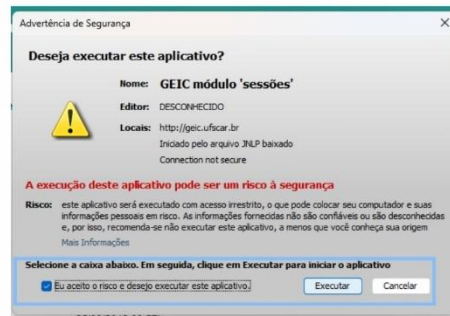 Advertência de Segurança
Deseja executar este aplicativo?
Nome: GEIC módulo 'sessões'
Editor: DESCONHECIDO
Locais: http://geic.ufscar.br
Iniciado pelo arquivo JNLP baixado
Connection not secure
A execução deste aplicativo pode ser um risco à segurança
Risco: este aplicativo será executado com acesso irrestrito, o que pode colocar seu computador e suas
informações pessoais em risco. As informações fornecidas não são confiáveis ou são desconhecidas
e, por isso, recomenda-se não executar este aplicativo, a menos que você conheça sua origem
Mais Informações
Selecione a caixa abaixo. Em seguida, clique em Executar para iniciar o aplicativo
Eu aceito o risco e desejo executar este aplicativo. Executar Cancelar